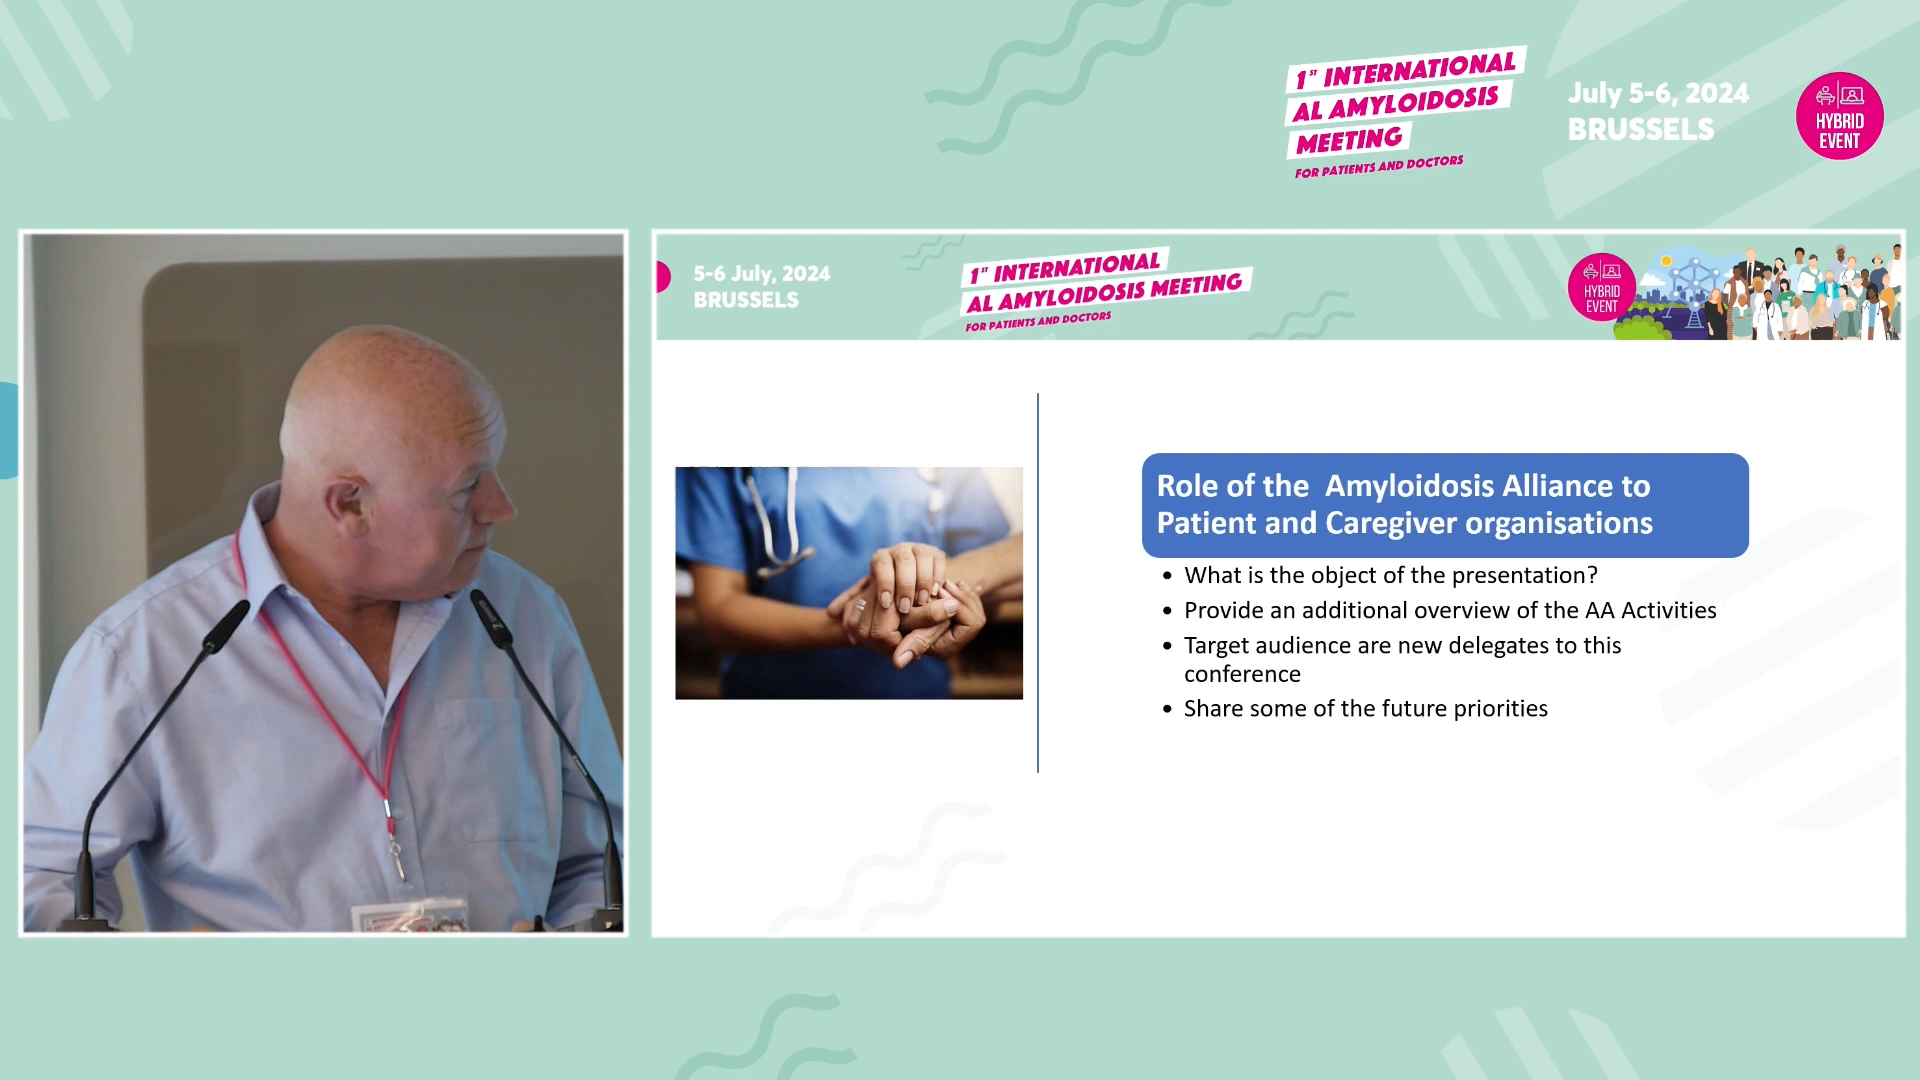 1ST INTERNATIONAL
AL AMYLOIDOSIS
MEETING
FOR PATIENTS AND DOCTORS
July 5-6, 2024
BRUSSELS
HYBRID
EVENT
5-6 July, 2024
BRUSSELS
1ST INTERNATIONAL
AL AMYLOIDOSIS MEETING
FOR PATIENTS AND DOCTORS
HYBRID
EVENT
Role of the Amyloidosis Alliance to
Patient and Caregiver organisations
• What is the object of the presentation?
• Provide an additional overview of the AA Activities
• Target audience are new delegates to this
conference
• Share some of the future priorities